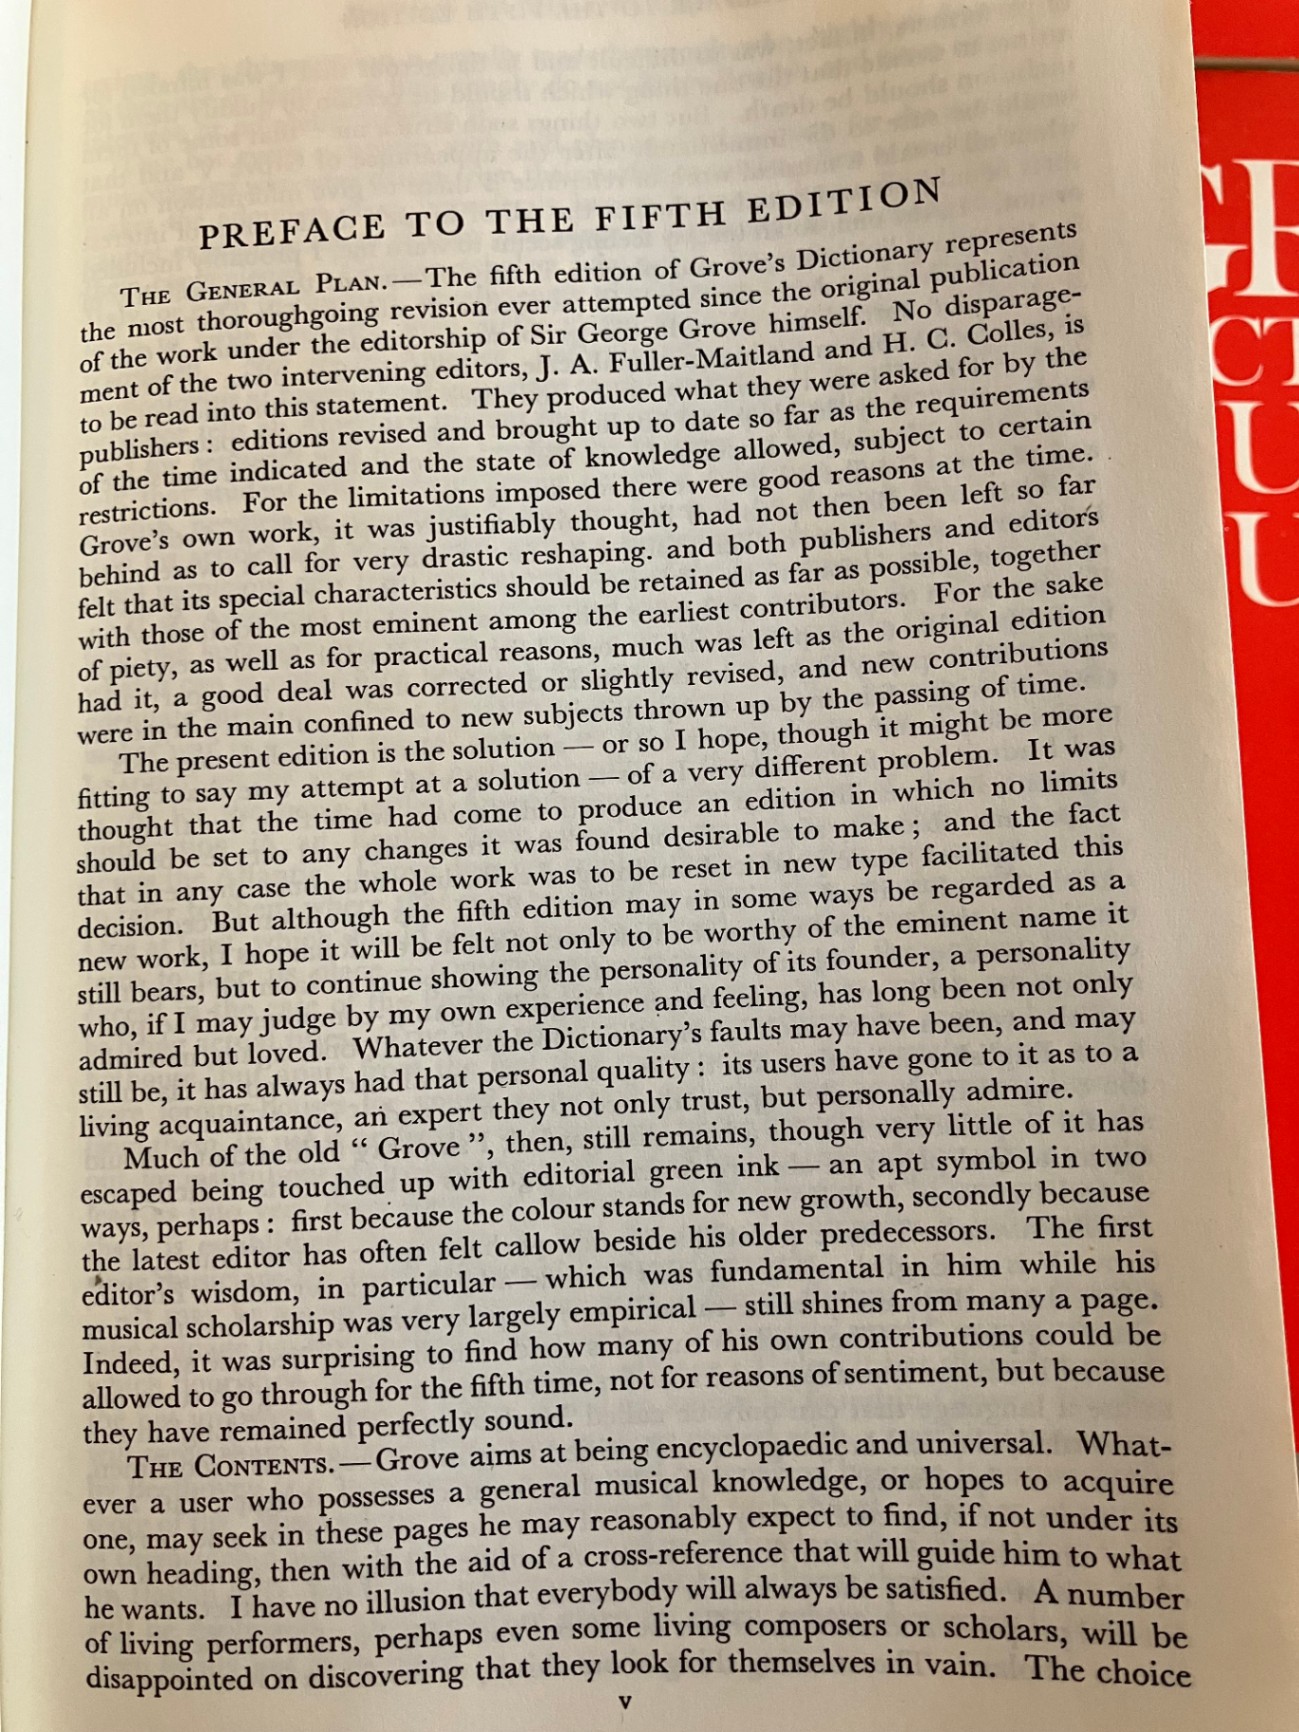 PREFACE TO THE FIFTH EDITION
THE GENERAL PLAN.—The fifth edition of Grove's Dictionary represents
the most thoroughgoing revision ever attempted since the original publication
of the work under the editorship of Sir George Grove himself. No disparage-
ment of the two intervening editors, J. A. Fuller-Maitland and H. C. Colles, is
to be read into this statement. They produced what they were asked for by the
publishers : editions revised and brought up to date so far as the requirements
of the time indicated and the state of knowledge allowed, subject to certain
restrictions. For the limitations imposed there were good reasons at the time.
Grove's own work, it was justifiably thought, had not then been left so far
behind as to call for very drastic reshaping. and both publishers and editors
felt that its special characteristics should be retained as far as possible, together
with those of the most eminent among the earliest contributors. For the sake
of piety, as well as for practical reasons, much was left as the original edition
had it, a good deal was corrected or slightly revised, and new contributions
were in the main confined to new subjects thrown up by the passing of time.
The present edition is the solution — or so I hope, though it might be more
fitting to say my attempt at a solution — of a very different problem. It was
thought that the time had come to produce an edition in which no limits
should be set to any changes it was found desirable to make ; and the fact
that in any case the whole work was to be reset in new type facilitated this
decision. But although the fifth edition may in some ways be regarded as a
new work, I hope it will be felt not only to be worthy of the eminent name it
still bears, but to continue showing the personality of its founder, a personality
who, if I may judge by my own experience and feeling, has long been not only
admired but loved. Whatever the Dictionary's faults may have been, and may
still be, it has always had that personal quality : its users have gone to it as to a
living acquaintance, an expert they not only trust, but personally admire.
Much of the old “ Grove ”, then, still remains, though very little of it has
escaped being touched up with editorial green ink — an apt symbol in two
ways, perhaps : first because the colour stands for new growth, secondly because
the latest editor has often felt callow beside his older predecessors. The first
editor's wisdom, in particular — which was fundamental in him while his
musical scholarship was very largely empirical — still shines from many a page.
Indeed, it was surprising to find how many of his own contributions could be
allowed to go through for the fifth time, not for reasons of sentiment, but because
they have remained perfectly sound.
THE CONTENTS.—Grove aims at being encyclopaedic and universal. What-
ever a user who possesses a general musical knowledge, or hopes to acquire
one, may seek in these pages he may reasonably expect to find, if not under its
own heading, then with the aid of a cross-reference that will guide him to what
he wants. I have no illusion that everybody will always be satisfied. A number
of living performers, perhaps even some living composers or scholars, will be
disappointed on discovering that they look for themselves in vain. The choice
v